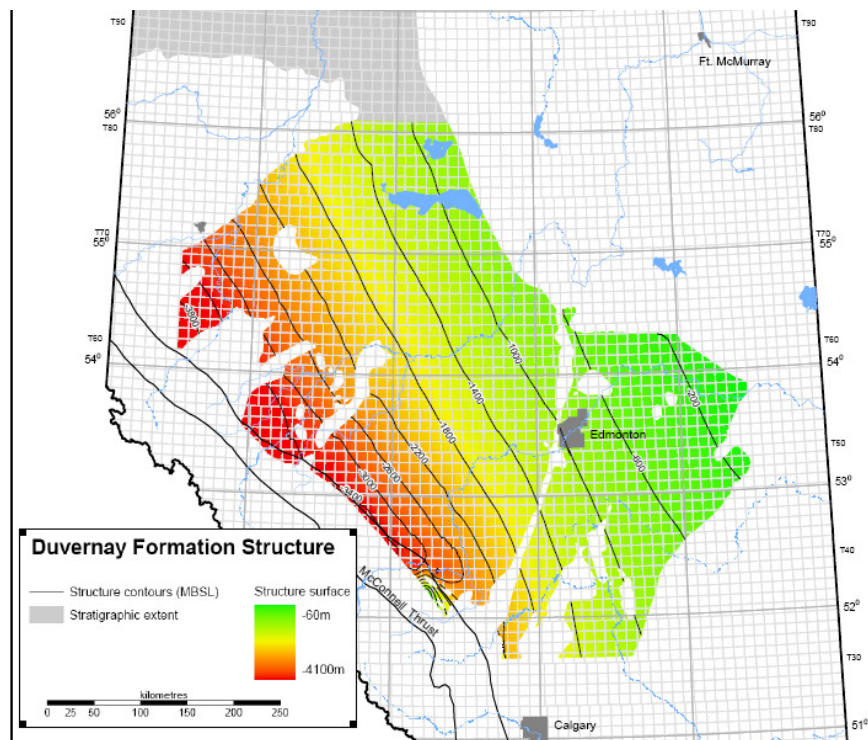 T90
T90
Ft. McMurray
56°
T80
56°
T80
T70
55°
T70
55°
-3800
T60
54°
T60
54°
-1000
-200
-1400
-1800
Edmonton
T50
-2200
-600
-2600
-3000
53°
-3400
T40
Duvernay Formation Structure
Structure contours (MBSL)
Structure surface
Stratigraphic extent
-60m
-4100m
kilometres
0 25 50 100 150 200 250
McConnell Thrust
52°
T30
Calgary
51°